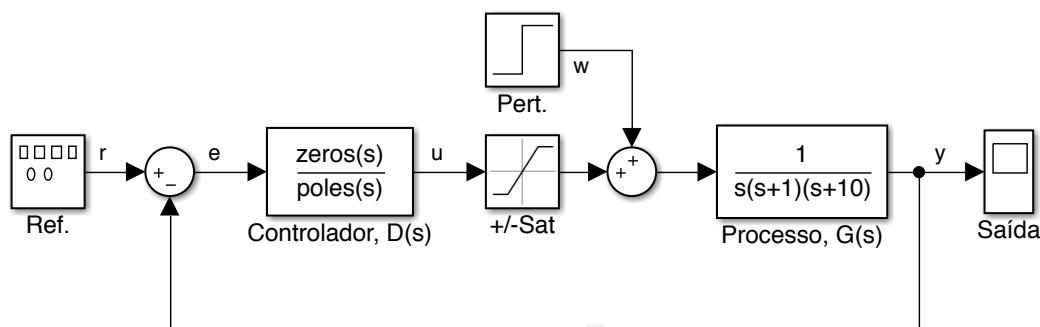 w
Pert.
r
e
zeros(s)
poles(s)
u
1
s(s+1)(s+10)
y
+
−
+
+
Ref.
Controlador, D(s)
+/-Sat
Processo, G(s)
Saída